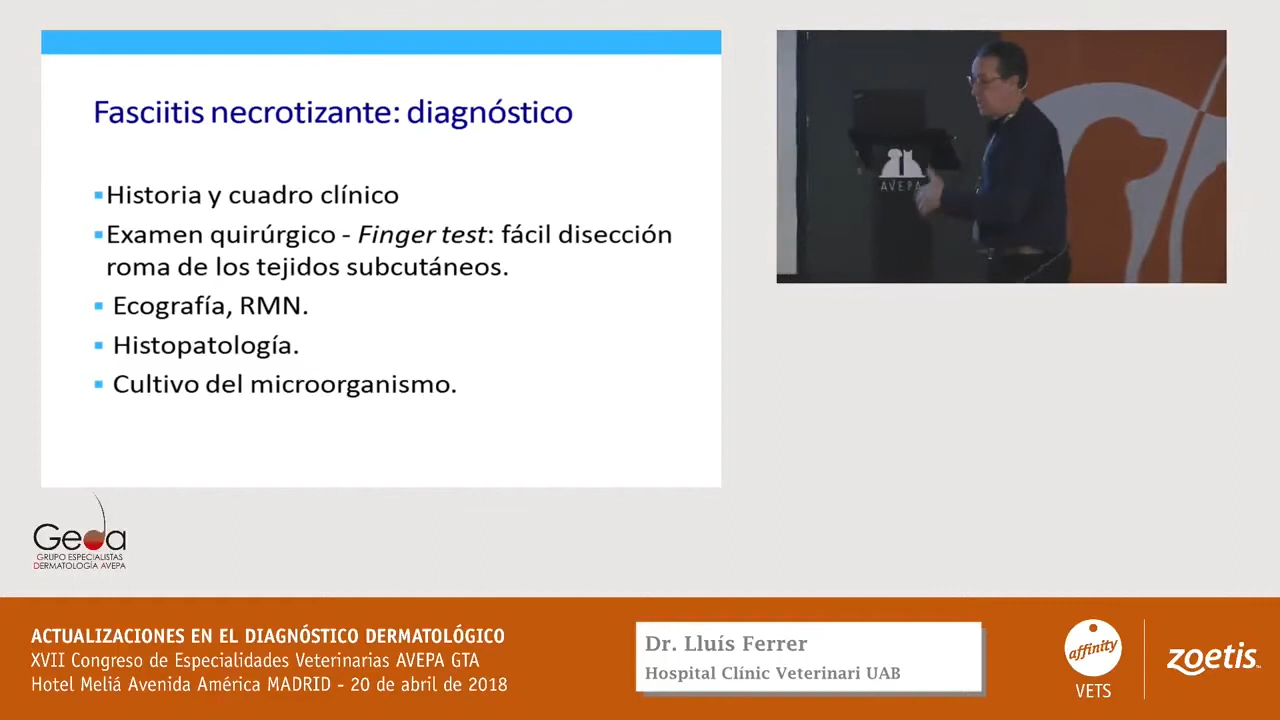 Fasciitis necrotizante: diagnóstico
Historia y cuadro clínico
Examen quirúrgico - Finger test: fácil disección
roma de los tejidos subcutáneos.
Ecografía, RMN.
Histopatología.
Cultivo del microorganismo.
AVEPA
Geda
GRUPO ESPECIALISTAS
DERMATOLOGÍA AVEPA
ACTUALIZACIONES EN EL DIAGNÓSTICO DERMATOLÓGICO
XVII Congreso de Especialidades Veterinarias AVEPA GTA
Hotel Meliá Avenida América MADRID - 20 de abril de 2018
Dr. Lluís Ferrer
Hospital Clínic Veterinari UAB
affinity
VETS
zoetis